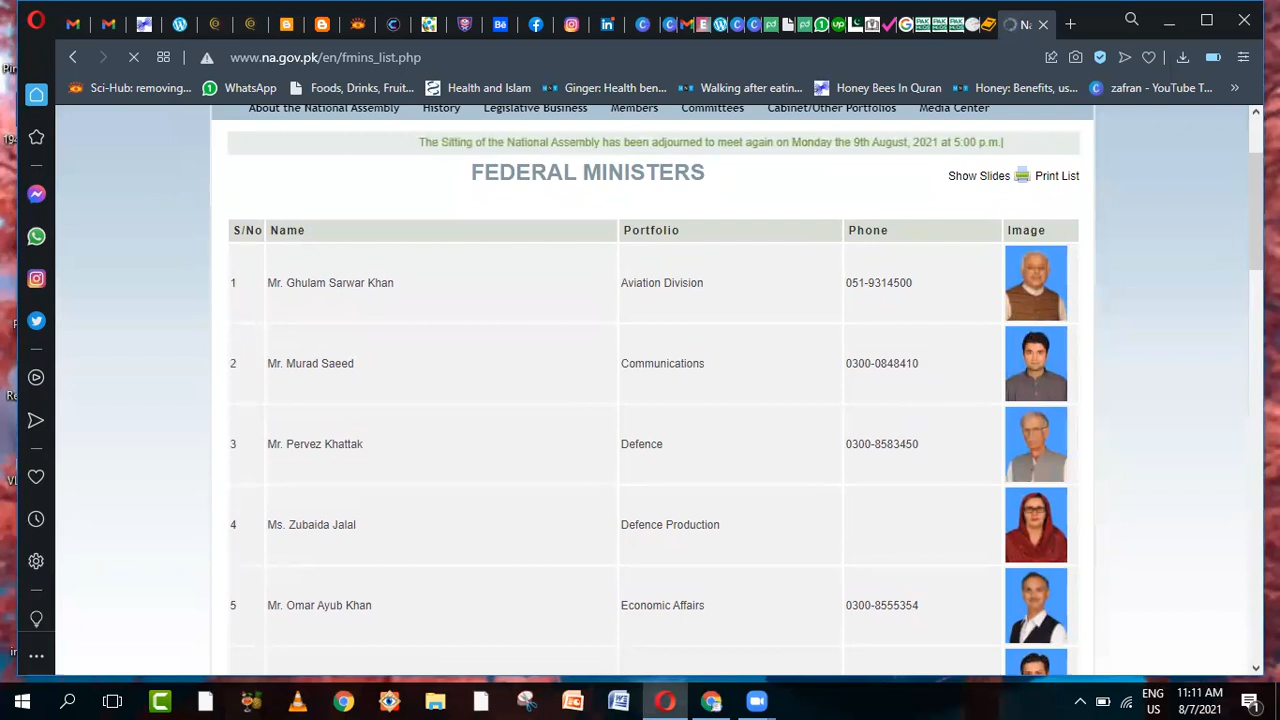 Na
www.na.gov.pk/en/fmins_list.php
Sci-Hub: removing... WhatsApp Foods, Drinks, Fruit... Health and Islam Ginger: Health ben... Walking after eatin... Honey Bees In Quran Honey: Benefits, us... zafran - YouTube T...
About the National Assembly History Legislative Business Members Committees Cabinet/Other Portfolios Media Center
The Sitting of the National Assembly has been adjourned to meet again on Monday the 9th August, 2021 at 5:00 p.m.|
FEDERAL MINISTERS
Show Slides Print List
S/No Name Portfolio Phone Image
1 Mr. Ghulam Sarwar Khan Aviation Division 051-9314500
2 Mr. Murad Saeed Communications 0300-0848410
3 Mr. Pervez Khattak Defence 0300-8583450
4 Ms. Zubaida Jalal Defence Production
5 Mr. Omar Ayub Khan Economic Affairs 0300-8555354
ENG 11:11 AM
US 8/7/2021